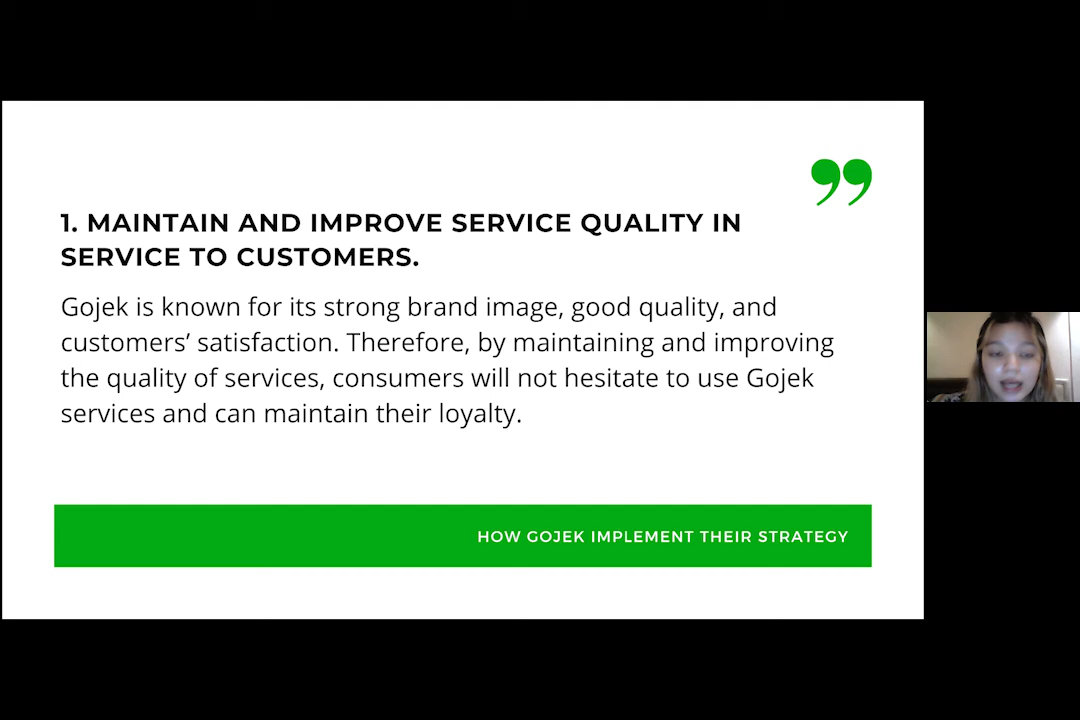 1. MAINTAIN AND IMPROVE SERVICE QUALITY IN
SERVICE TO CUSTOMERS.
Gojek is known for its strong brand image, good quality, and
customers’ satisfaction. Therefore, by maintaining and improving
the quality of services, consumers will not hesitate to use Gojek
services and can maintain their loyalty.
HOW GOJEK IMPLEMENT THEIR STRATEGY